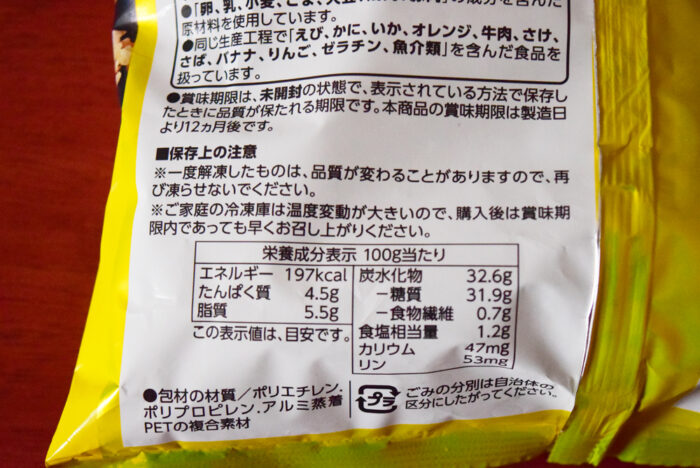 ●「卵、乳、小麦、ごま、大豆
の成分を含んだ
原材料を使用しています。
●同じ生産工程で「えび、かに、いか、オレンジ、牛肉、さけ、
さば、バナナ、りんご、ゼラチン、魚介類」を含んだ食品を
扱っています。
●賞味期限は、未開封の状態で、表示されている方法で保存し
たときに品質が保たれる期限です。本商品の賞味期限は製造日
より12ヵ月後です。
■保存上の注意
※一度解凍したものは、品質が変わることがありますので、再
び凍らせないでください。
※ご家庭の冷凍庫は温度変動が大きいので、購入後は賞味期
限内であっても早くお召し上がりください。
栄養成分表示 100g当たり
エネルギー 197kcal
たんぱく質 4.5g
脂質 5.5g
この表示値は、目安です。
炭水化物 32.6g
−糖質 31.9g
−食物繊維 0.7g
食塩相当量 1.2g
カリウム 47mg
リン 53mg
●包材の材質／ポリエチレン、
ポリプロピレン、アルミ蒸着
PETの複合素材
プラ
ごみの分別は自治体の
区分にしたがってください。